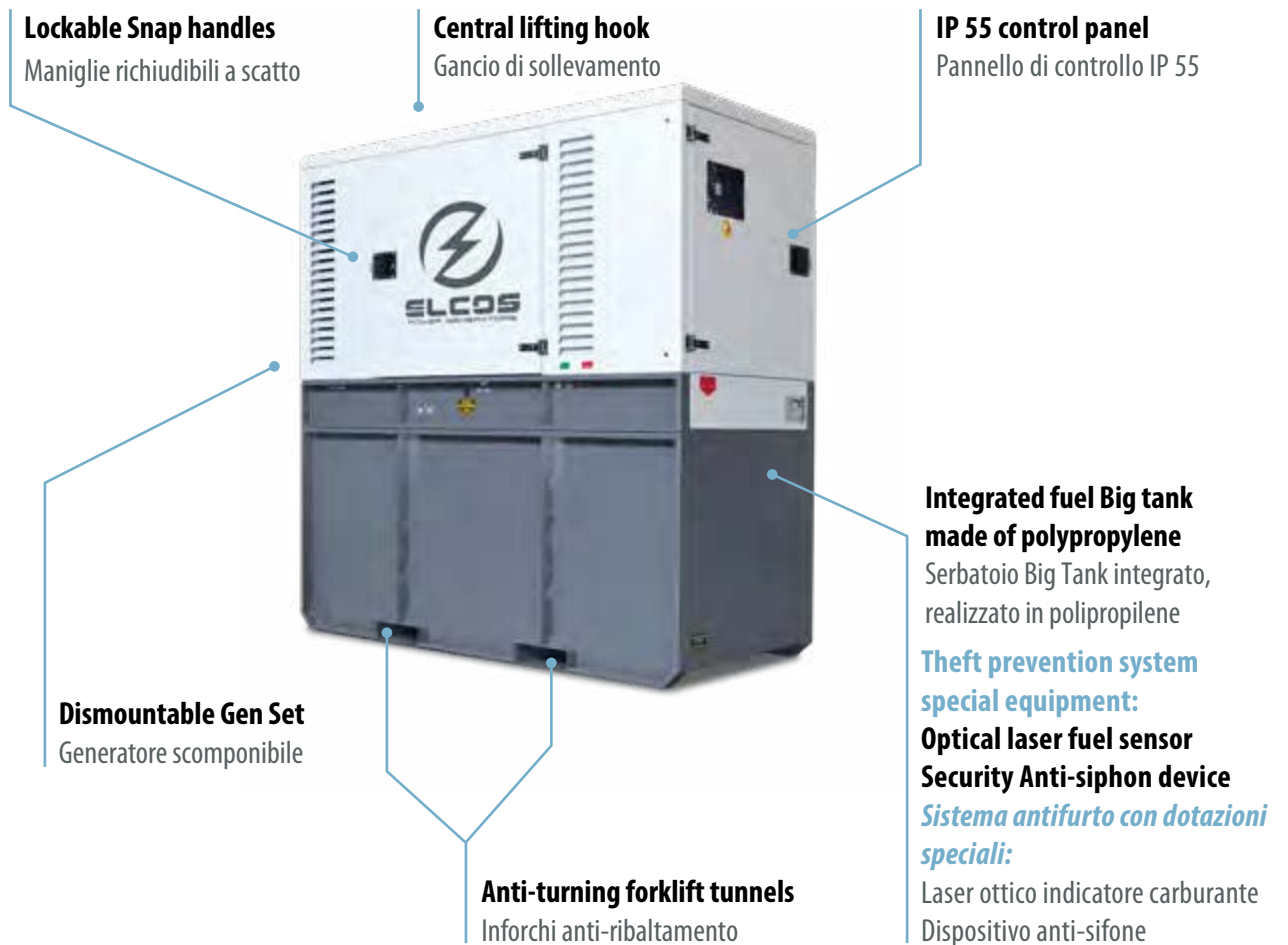 Lockable Snap handles
Maniglie richiudibili a scatto
Central lifting hook
Gancio di sollevamento
IP 55 control panel
Pannello di controllo IP 55
ELCOS
POWER GENERATORS
Integrated fuel Big tank
made of polypropylene
Serbatoio Big Tank integrato,
realizzato in polipropilene
Theft prevention system
special equipment:
Optical laser fuel sensor
Security Anti-siphon device
Sistema antifurto con dotazioni
speciali:
Laser ottico indicatore carburante
Dispositivo anti-sifone
Dismountable Gen Set
Generatore scomponibile
Anti-turning forklift tunnels
Inforchi anti-ribaltamento